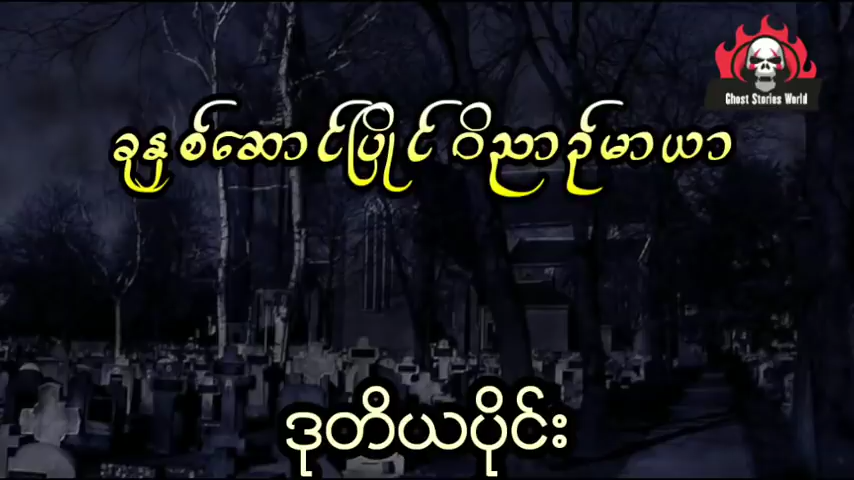 Ghost Stories World
ခုနှစ်ဆောင်ပြိုင် ဝိညာဉ်မာယာ
ဒုတိယပိုင်း